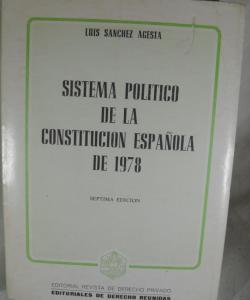 LUIS SANCHEZ AGESTA
SISTEMA POLITICO
DE LA
CONSTITUCION ESPAÑOLA
DE 1978
SEPTIMA EDICION
EDITORIAL REVISTA DE DERECHO PRIVADO
EDITORIALES DE DERECHO REUNIDAS